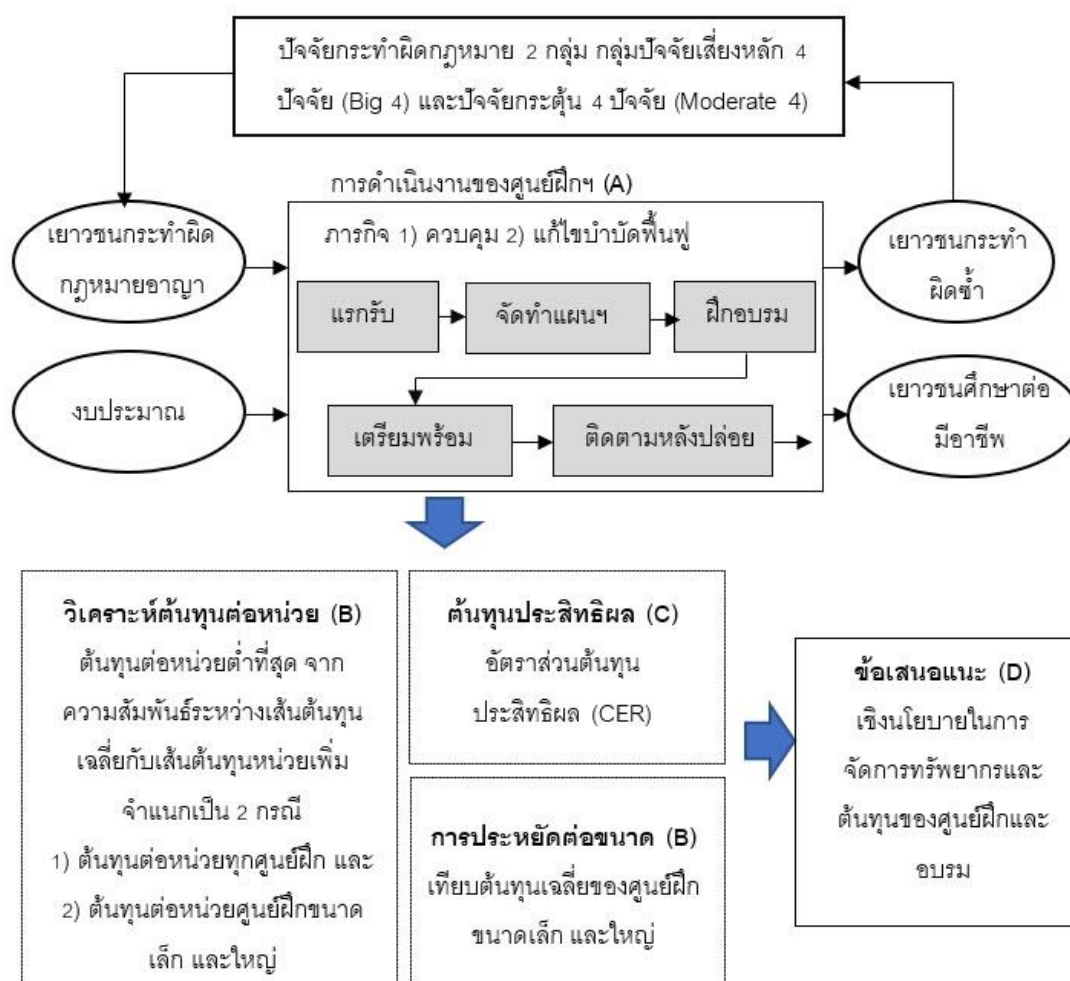 ปัจจัยกระทำผิดกฎหมาย 2 กลุ่ม กลุ่มปัจจัยเสี่ยงหลัก 4
ปัจจัย (Big 4) และปัจจัยกระตุ้น 4 ปัจจัย (Moderate 4)
การดำเนินงานของศูนย์ฝึกฯ (A)
เยาวชนกระทำผิด
กฎหมายอาญา
ภารกิจ 1) ควบคุม 2) แก้ไขบำบัดฟื้นฟู
เยาวชนกระทำ
ผิดซ้ำ
แรกรับ
จัดทำแผนฯ
ฝึกอบรม
งบประมาณ
เตรียมพร้อม
ติดตามหลังปล่อย
เยาวชนศึกษาต่อ
มีอาชีพ
วิเคราะห์ต้นทุนต่อหน่วย (B)
ต้นทุนต่อหน่วยต่ำที่สุด จาก
ความสัมพันธ์ระหว่างเส้นต้นทุน
เฉลี่ยกับเส้นต้นทุนหน่วยเพิ่ม
จำแนกเป็น 2 กรณี
1) ต้นทุนต่อหน่วยทุกศูนย์ฝึก และ
2) ต้นทุนต่อหน่วยศูนย์ฝึกขนาด
เล็ก และใหญ่
ต้นทุนประสิทธิผล (C)
อัตราส่วนต้นทุน
ประสิทธิผล (CER)
การประหยัดต่อขนาด (B)
เทียบต้นทุนเฉลี่ยของศูนย์ฝึก
ขนาดเล็ก และใหญ่
ข้อเสนอแนะ (D)
เชิงนโยบายในการ
จัดการทรัพยากรและ
ต้นทุนของศูนย์ฝึกและ
อบรม